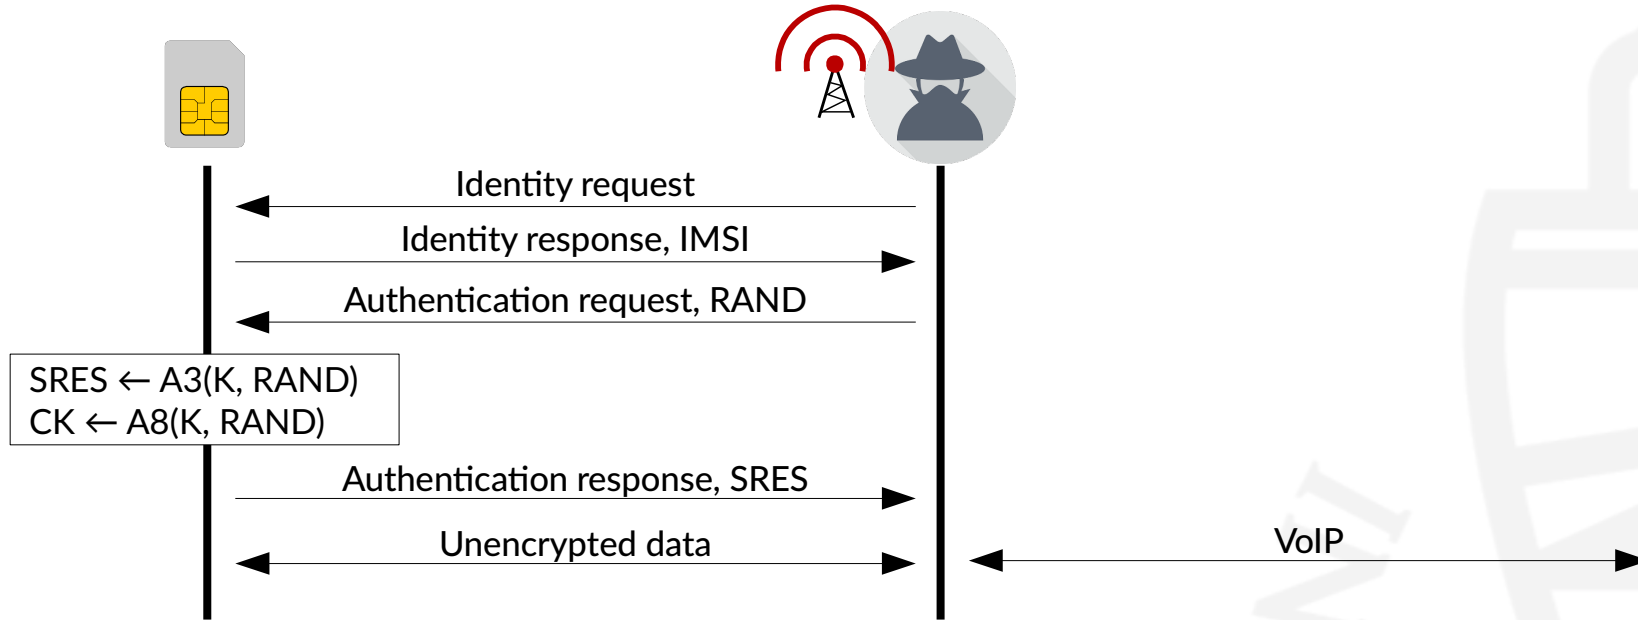 Identity request
Identity response, IMSI
Authentication request, RAND
SRES ← A3(K, RAND)
CK ← A8(K, RAND)
Authentication response, SRES
Unencrypted data
VoIP